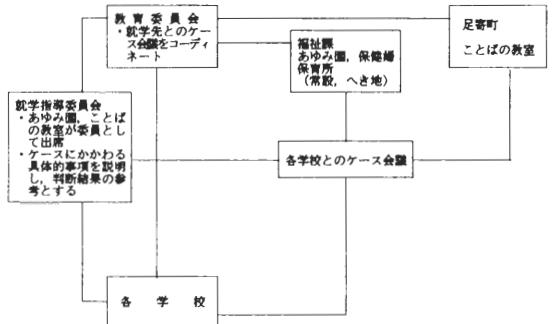 教育委員会
・就学先とのケー
ス会議をコーディ
ネート
福祉課
あゆみ園，保健婦
保育所
（常設，へき地）
足寄町
ことばの教室
就学指導委員会
・あゆみ園，ことば
の教室が委員とし
て出席
・ケースにかかわる
具体的事項を説明
し，判断結果の参
考とする
各学校とのケース会議
各学校